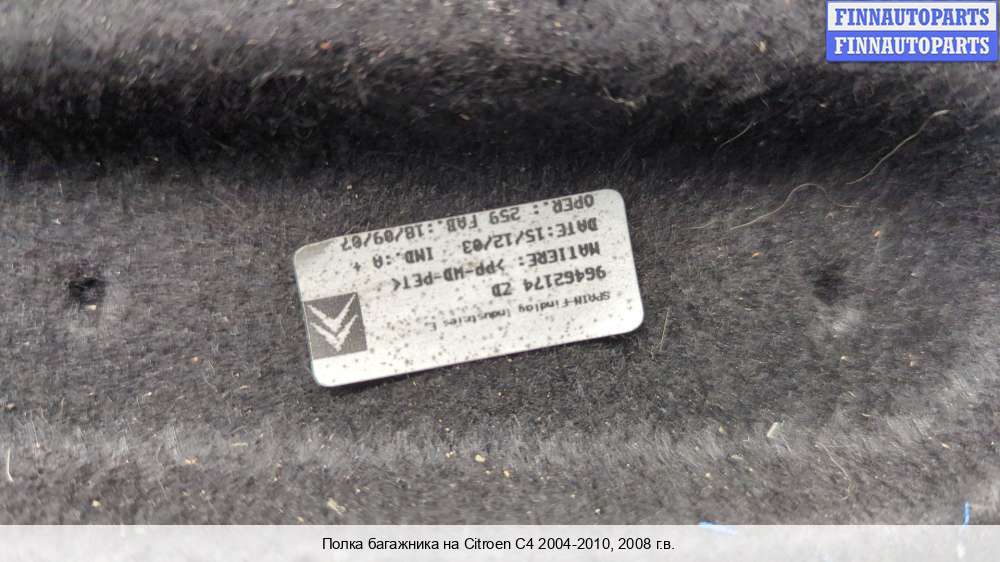 FINNAUTOPARTS
FINNAUTOPARTS
SPAIN-Findlay Industries E.
96462174 ZD
MATIERE: >PP-WD-PET<
DATE:15/12/03 IND.:A +
OPER.: 259 FAB.:18/09/07
Полка багажника на Citroen C4 2004-2010, 2008 г.в.